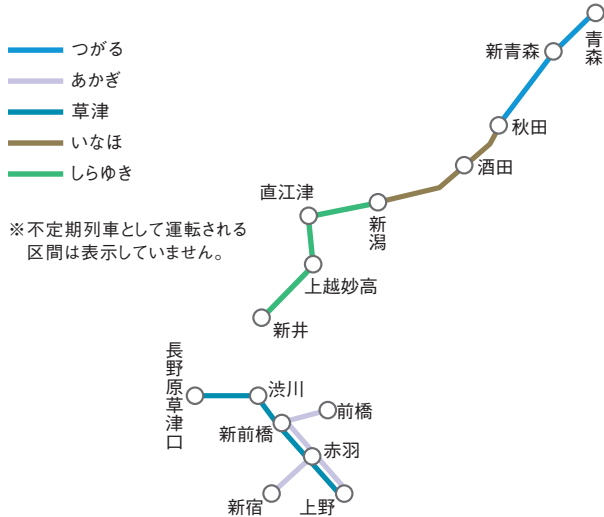 つがる
あかぎ
草津
いなほ
しらゆき
※不定期列車として運転される
区間は表示していません。
青森
新青森
秋田
酒田
新潟
直江津
上越妙高
新井
長野原草津口
渋川
前橋
新前橋
赤羽
新宿
上野